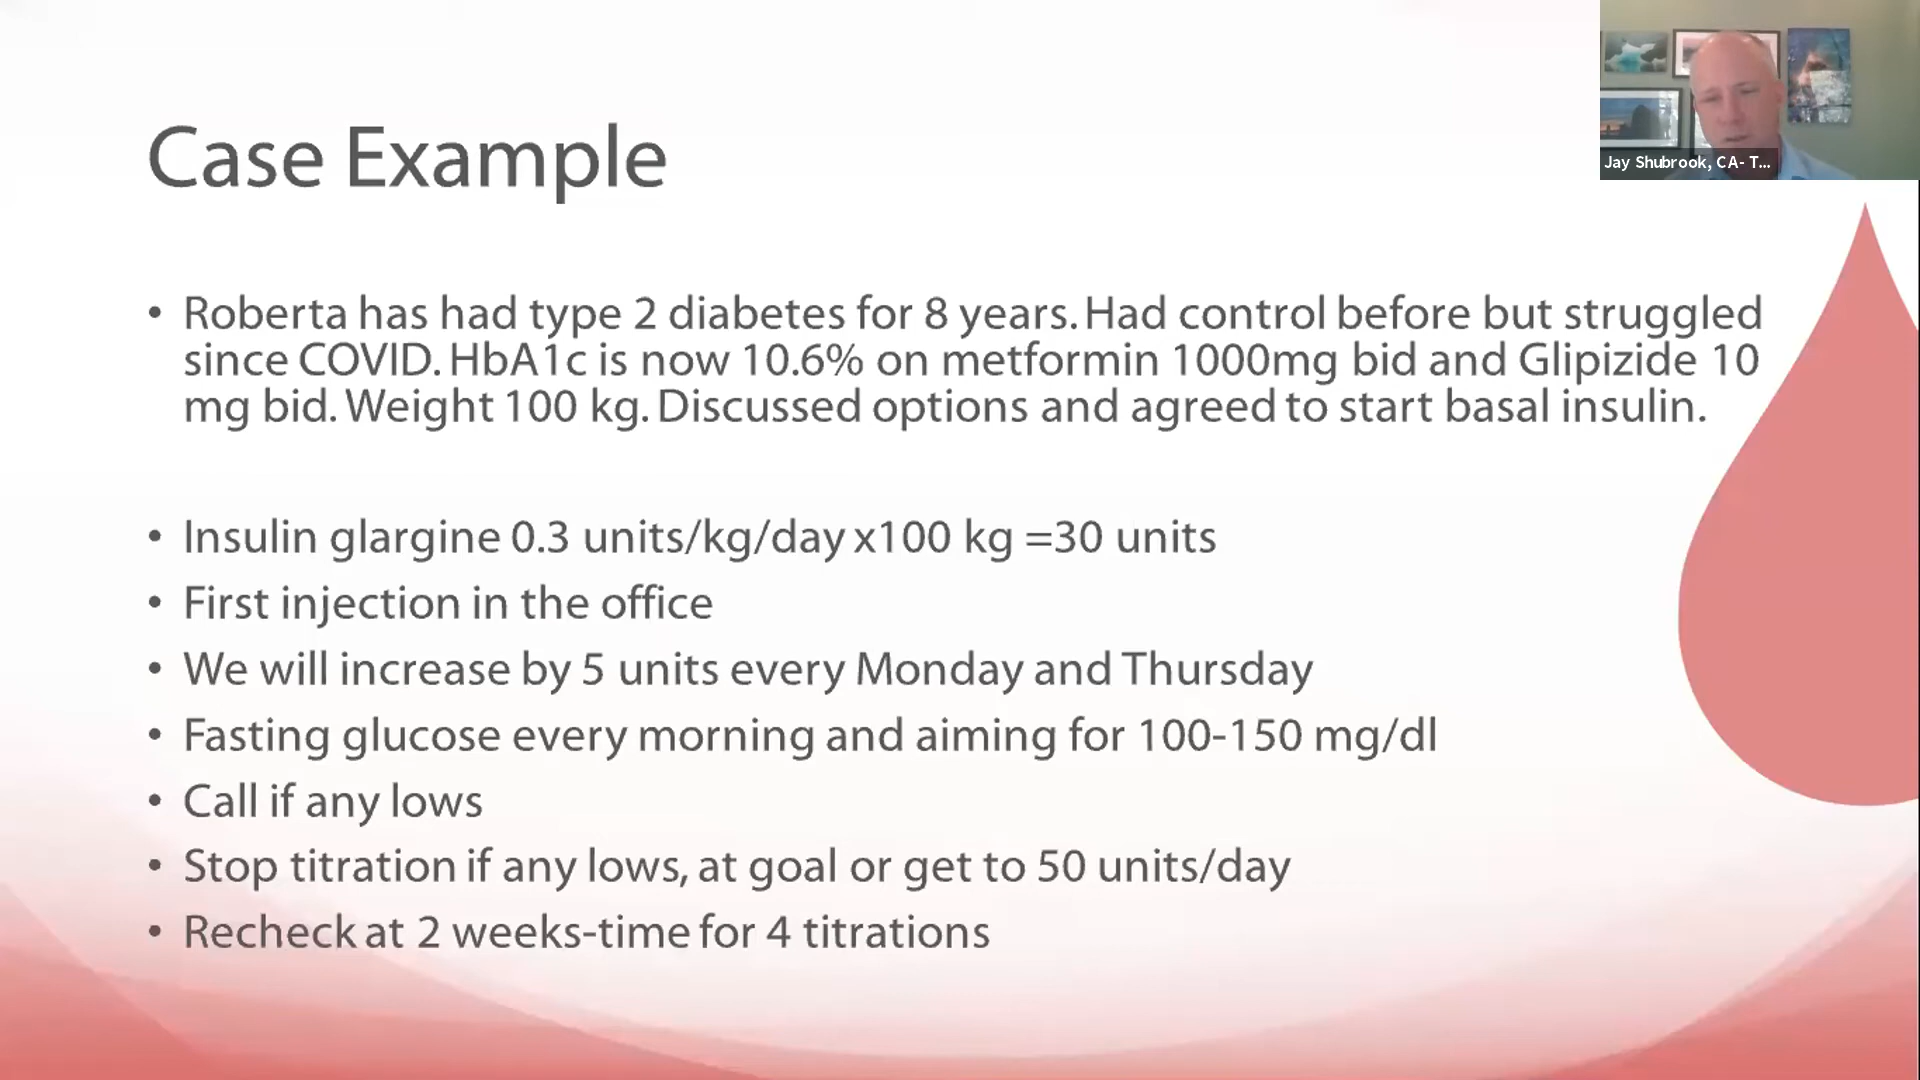 Jay Shubrook, CA- T...
Case Example
• Roberta has had type 2 diabetes for 8 years. Had control before but struggled
since COVID. HbA1c is now 10.6% on metformin 1000mg bid and Glipizide 10
mg bid. Weight 100 kg. Discussed options and agreed to start basal insulin.
• Insulin glargine 0.3 units/kg/day x100 kg =30 units
• First injection in the office
• We will increase by 5 units every Monday and Thursday
• Fasting glucose every morning and aiming for 100-150 mg/dl
• Call if any lows
• Stop titration if any lows, at goal or get to 50 units/day
• Recheck at 2 weeks-time for 4 titrations